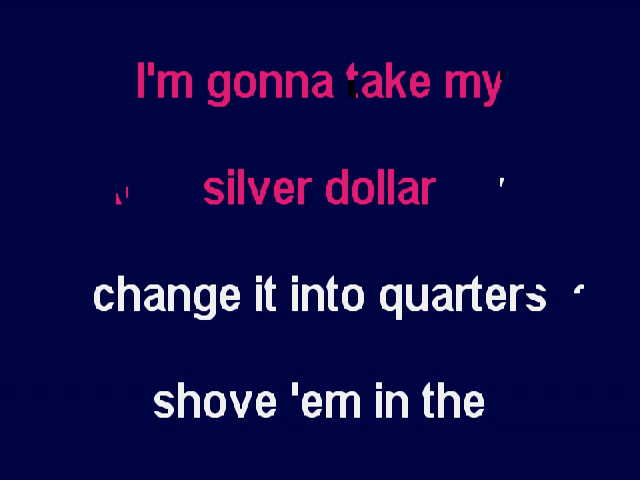 I'm gonna take my
silver dollar
change it into quarters
shove 'em in the